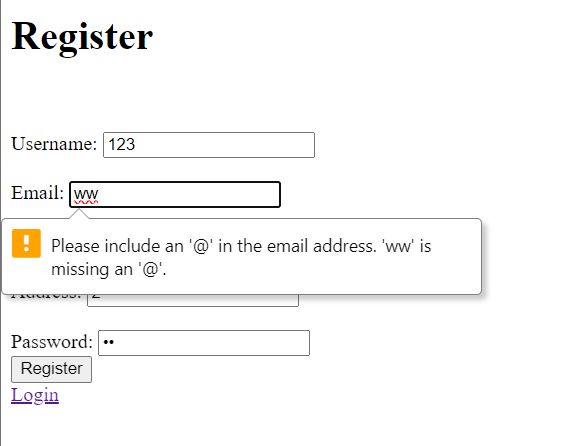 Register
Username: 123
Email: ww
Please include an '@' in the email address. 'ww' is
missing an '@'.
Address:
Password: ••
Register
Login